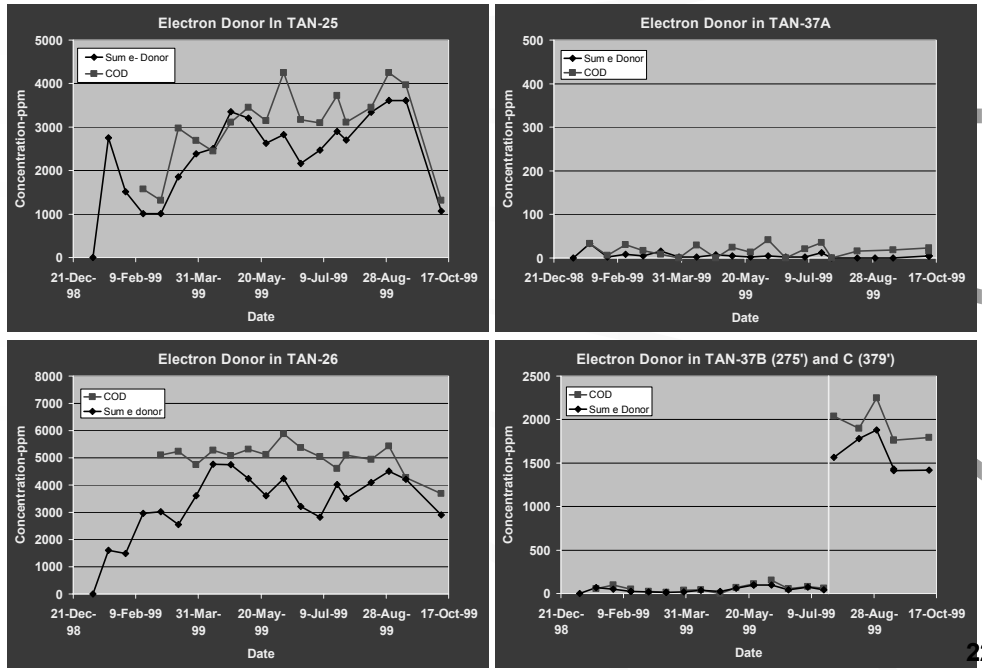 Electron Donor In TAN-25
5000
4000
3000
2000
1000
0
Concentration-ppm
Sum e- Donor
COD
21-Dec-98
9-Feb-99
31-Mar-99
20-May-99
9-Jul-99
28-Aug-99
17-Oct-99
Date
Electron Donor in TAN-37A
500
400
300
200
100
0
Concentration-ppm
Sum e Donor
COD
21-Dec-98
9-Feb-99
31-Mar-99
20-May-99
9-Jul-99
28-Aug-99
17-Oct-99
Date
Electron Donor in TAN-26
8000
7000
6000
5000
4000
3000
2000
1000
0
Concentration-ppm
COD
Sum e donor
21-Dec-98
9-Feb-99
31-Mar-99
20-May-99
9-Jul-99
28-Aug-99
17-Oct-99
Date
Electron Donor in TAN-37B (275') and C (379')
2500
2000
1500
1000
500
0
Concentration-ppm
COD
Sum e Donor
21-Dec-98
9-Feb-99
31-Mar-99
20-May-99
9-Jul-99
28-Aug-99
17-Oct-99
Date